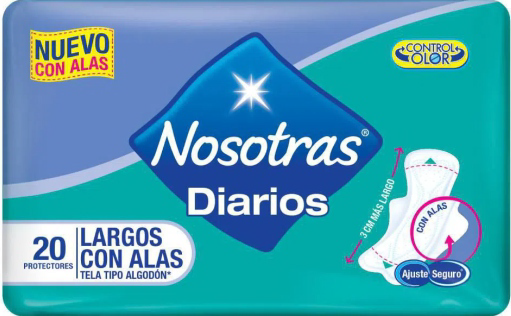 NUEVO
CON ALAS
CONTROL
OLOR
Nosotras®
Diarios
20
PROTECTORES
LARGOS
CON ALAS
TELA TIPO ALGODÓN*
3 CM MÁS LARGO
CON ALAS
Ajuste Seguro*